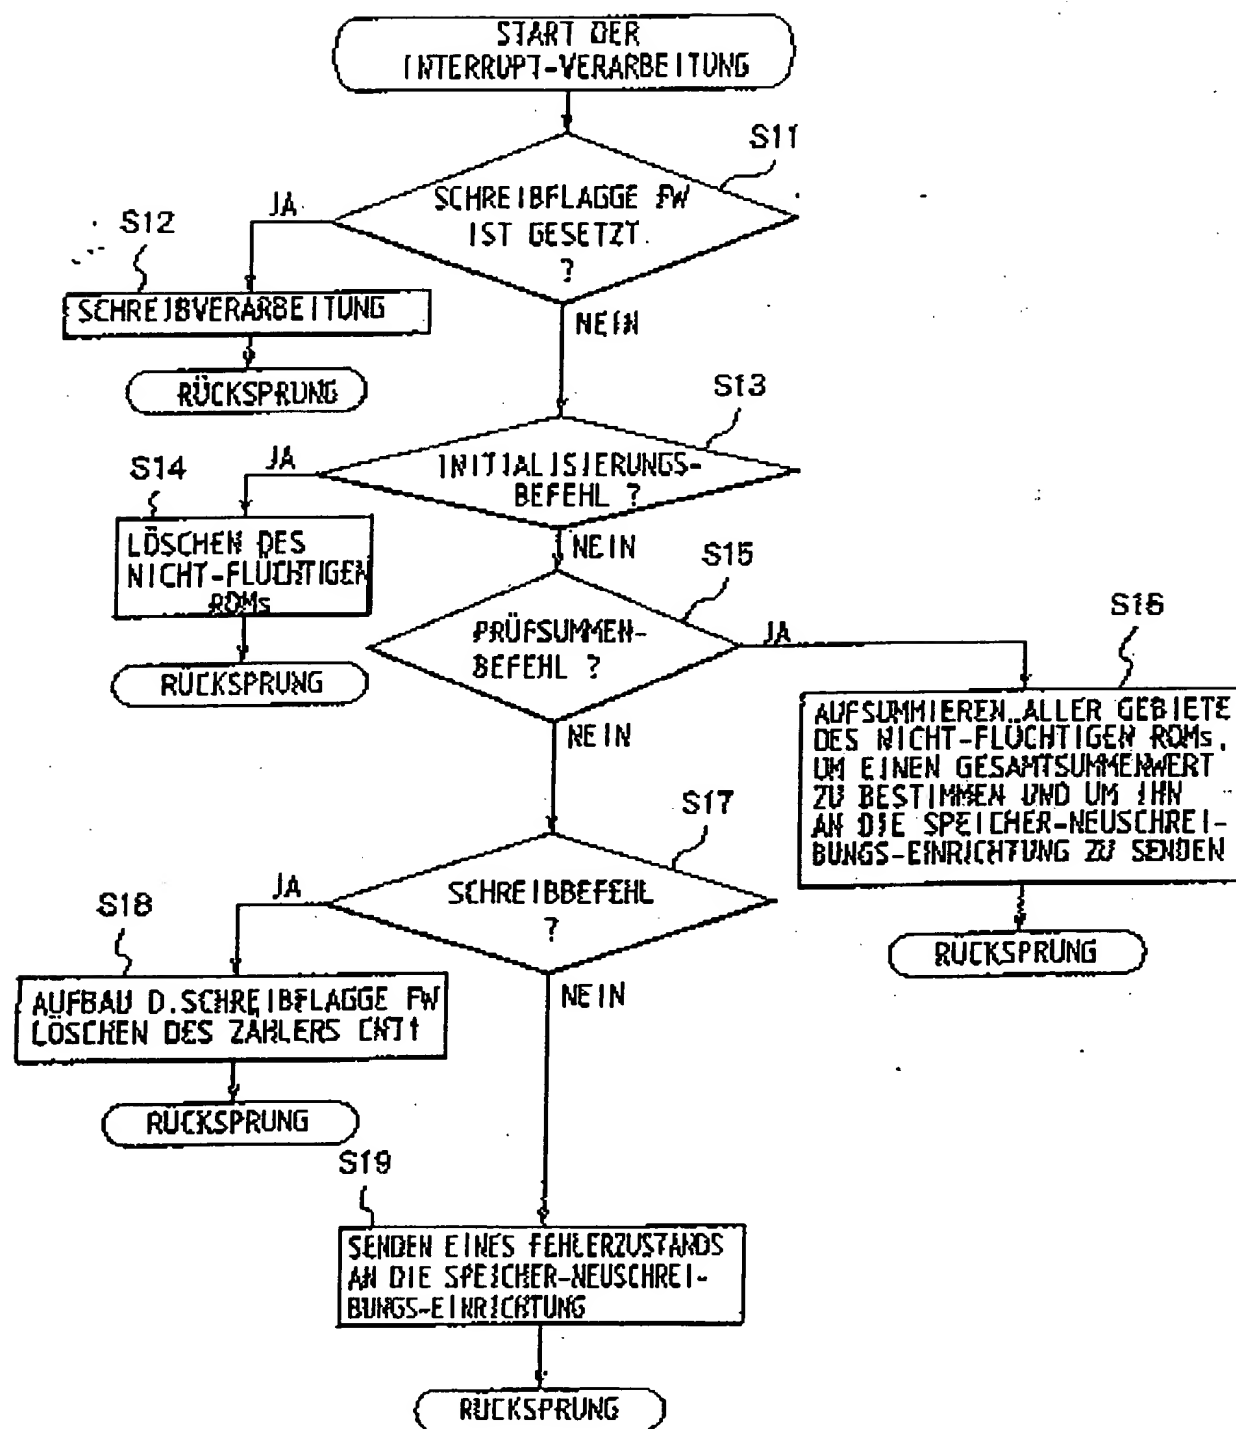 START DER
INTERRUPT-VERARBEITUNG
S11
SCHREIBFLAGGE FW
IST GESETZT
?
JA
NEIN
S12
SCHREIBVERARBEITUNG
RÜCKSPRUNG
S13
INITIALISIERUNGS-
BEFEHL ?
JA
NEIN
S14
LÖSCHEN DES
NICHT-FLÜCHTIGEN
ROMs
RÜCKSPRUNG
S15
PRÜFSUMMEN-
BEFEHL ?
JA
NEIN
S16
AUFSUMMIEREN ALLER GEBIETE
DES NICHT-FLÜCHTIGEN ROMs,
UM EINEN GESAMTSUMMENWERT
ZU BESTIMMEN UND UM IHN
AN DIE SPEICHER-NEUSCHREI-
BUNGS-EINRICHTUNG ZU SENDEN
RÜCKSPRUNG
S17
SCHREIBBEFEHL
?
JA
NEIN
S18
AUFBAU D.SCHREIBFLAGGE FW
LÖSCHEN DES ZÄHLERS CNT1
RÜCKSPRUNG
S19
SENDEN EINES FEHLERZUSTANDS
AN DIE SPEICHER-NEUSCHREI-
BUNGS-EINRICHTUNG
RÜCKSPRUNG